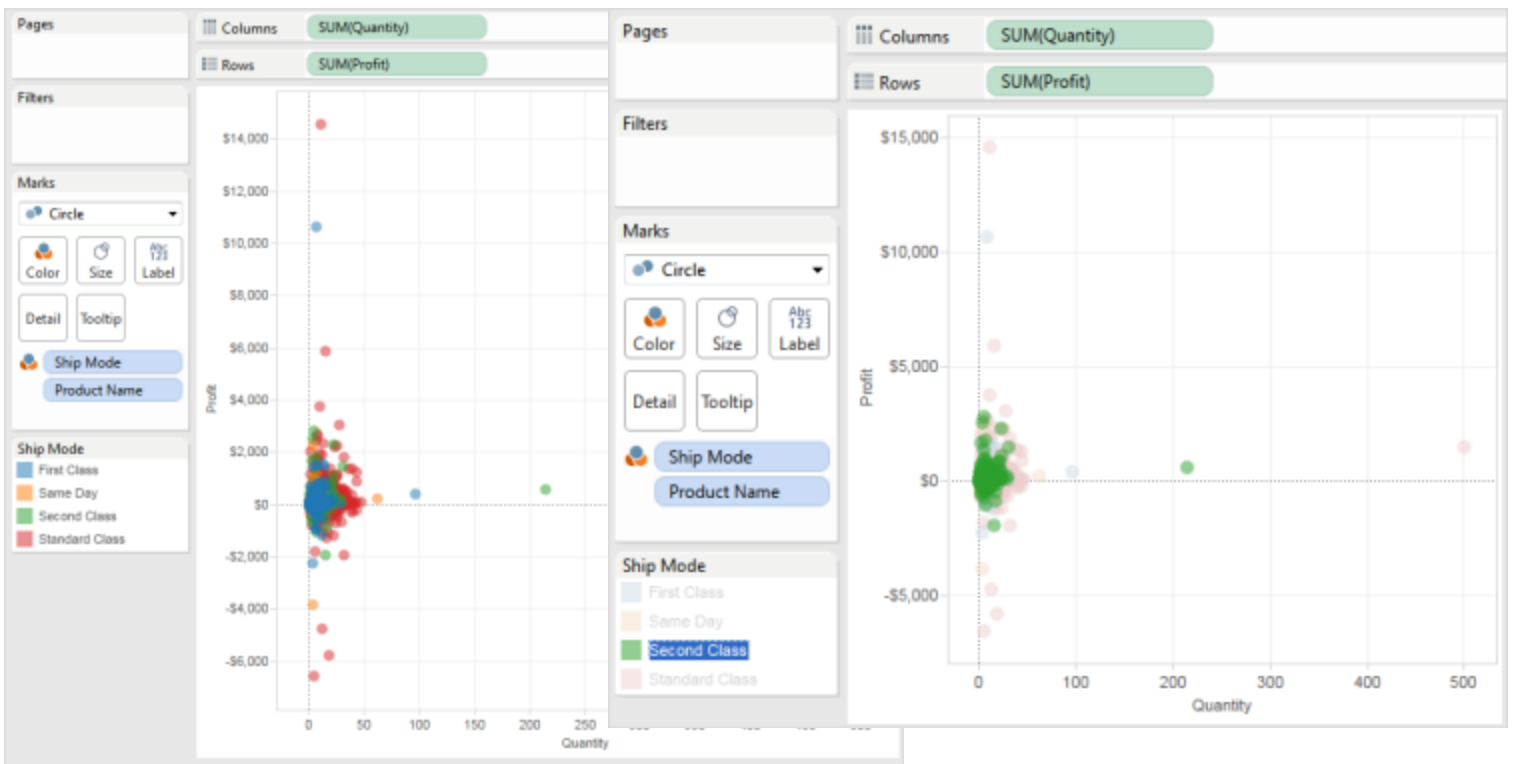 Pages
Columns SUM(Quantity)
Rows SUM(Profit)
Filters
Marks
Circle
Color Size Abc 123 Label
Detail Tooltip
Ship Mode
Product Name
Ship Mode
First Class
Same Day
Second Class
Standard Class
Profit
$14,000
$12,000
$10,000
$8,000
$6,000
$4,000
$2,000
$0
-$2,000
-$4,000
-$6,000
0 50 100 150 200 250
Quantity
Pages
Columns SUM(Quantity)
Rows SUM(Profit)
Filters
Marks
Circle
Color Size Abc 123 Label
Detail Tooltip
Ship Mode
Product Name
Ship Mode
First Class
Same Day
Second Class
Standard Class
Profit
$15,000
$10,000
$5,000
$0
-$5,000
0 100 200 300 400 500
Quantity